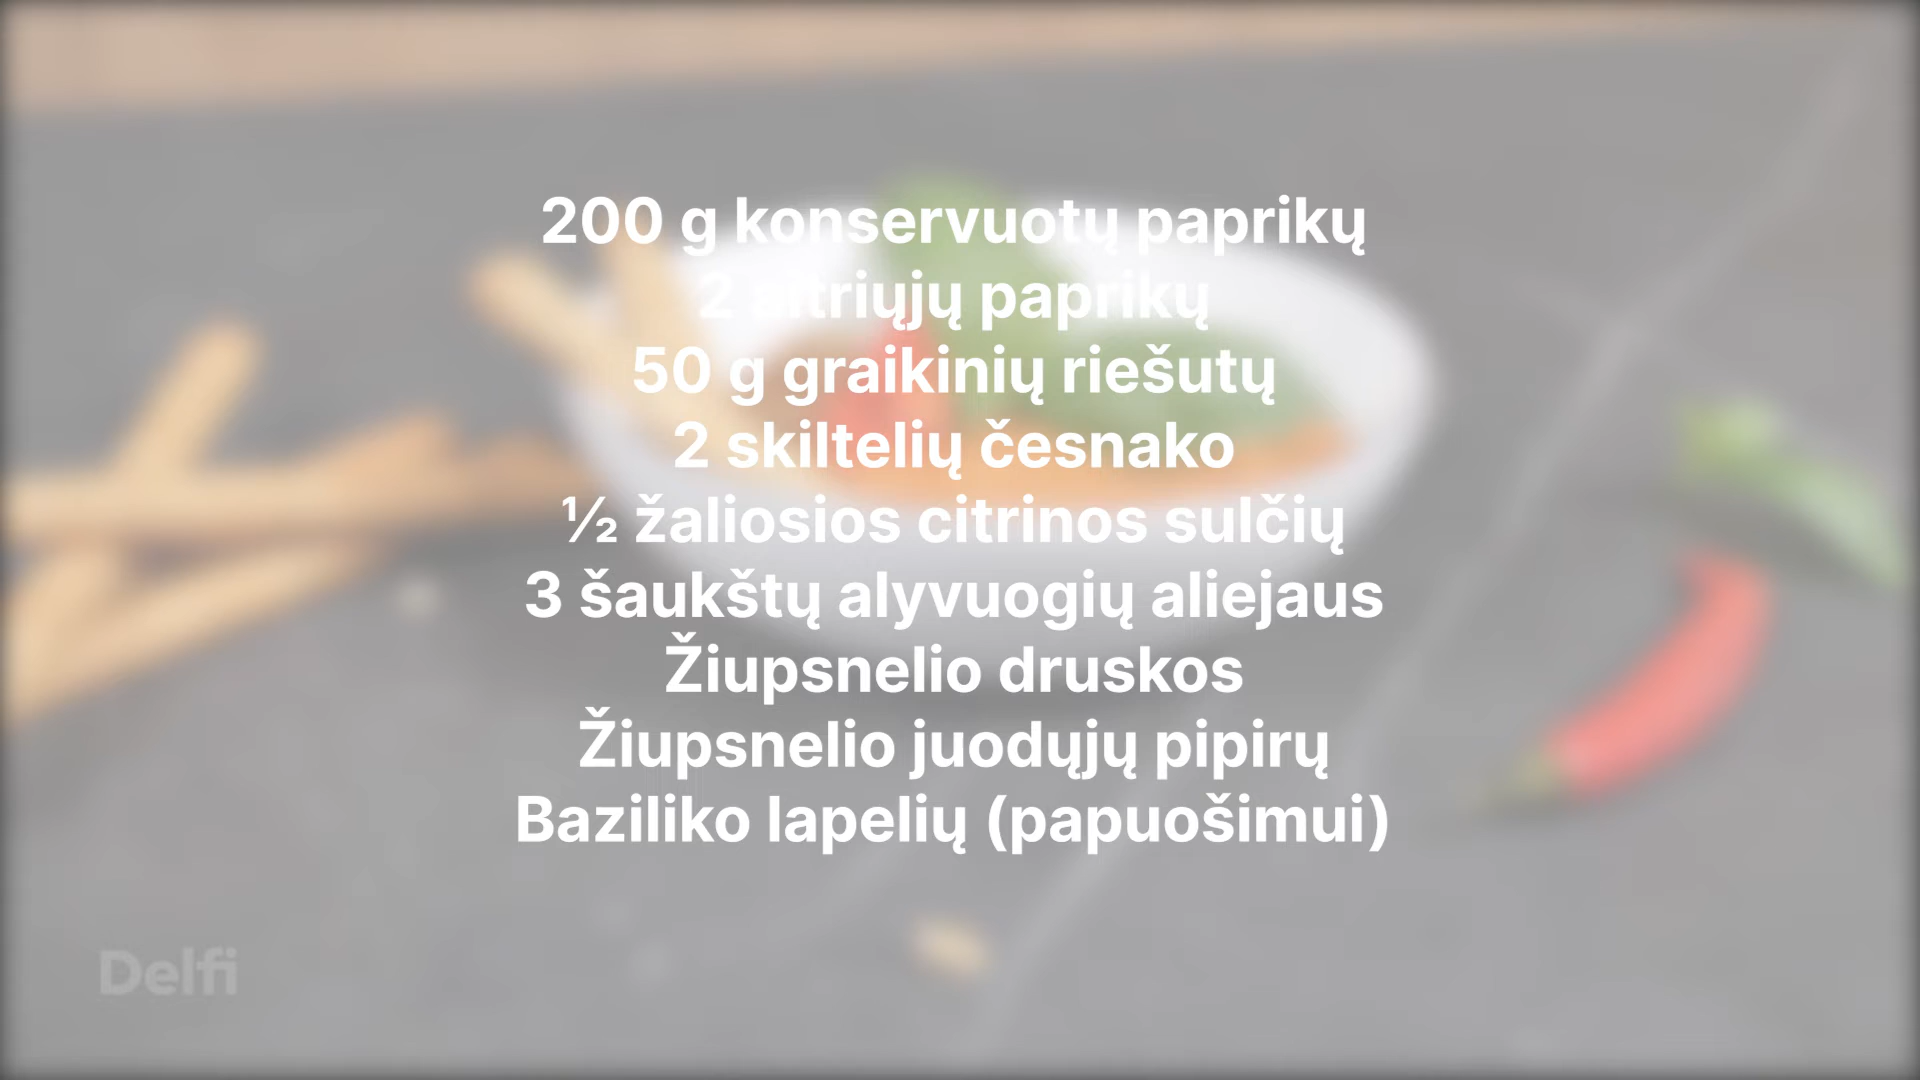 200 g konservuotų paprikų
2 aitriųjų paprikų
50 g graikinių riešutų
2 skiltelių česnako
½ žaliosios citrinos sulčių
3 šaukštų alyvuogių aliejaus
Žiupsnelio druskos
Žiupsnelio juodųjų pipirų
Baziliko lapelių (papuošimui)
Delfi